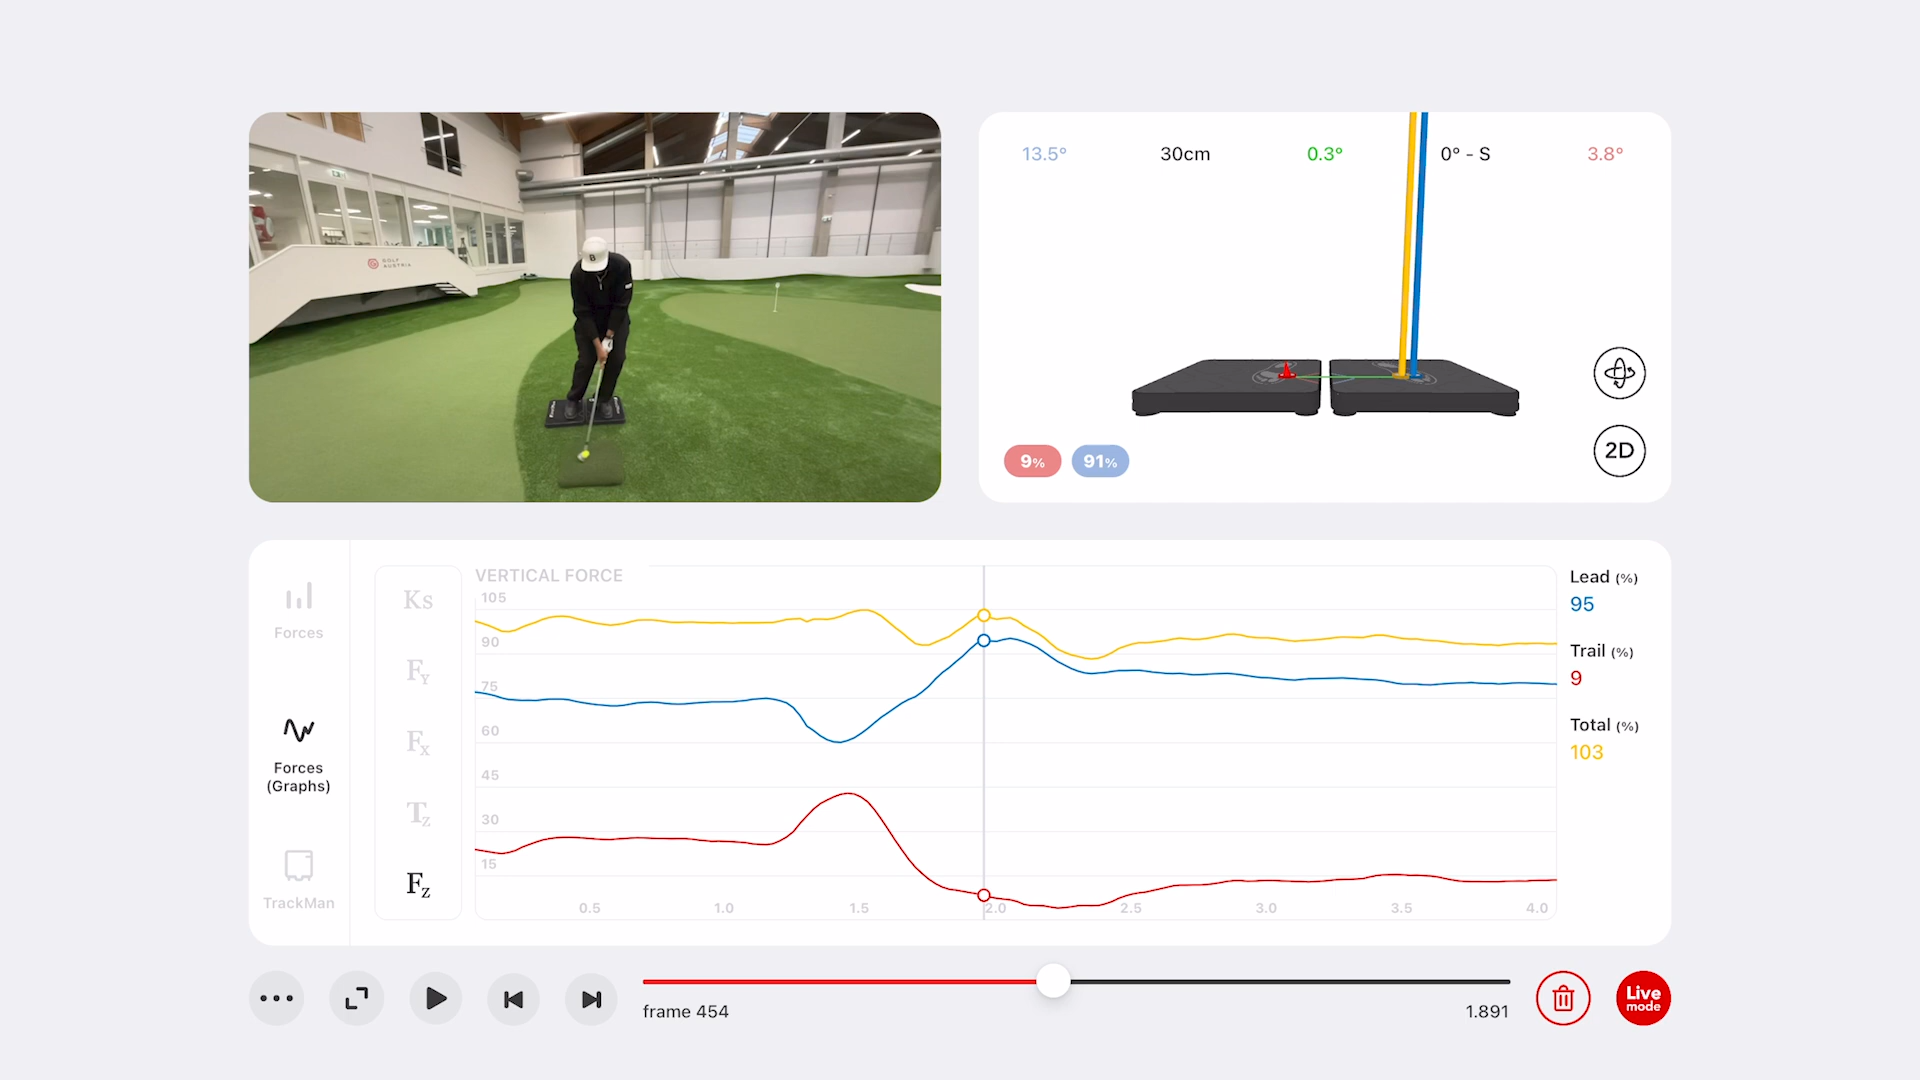 GOLF
AUSTRIA
B
13.5°
30cm
0.3°
0° - S
3.8°
2D
9%
91%
Forces
Forces
(Graphs)
TrackMan
Ks
FY
FX
TZ
FZ
VERTICAL FORCE
105
90
75
60
45
30
15
0.5
1.0
1.5
2.0
2.5
3.0
3.5
4.0
Lead (%)
95
Trail (%)
9
Total (%)
103
frame 454
1.891
Live
mode